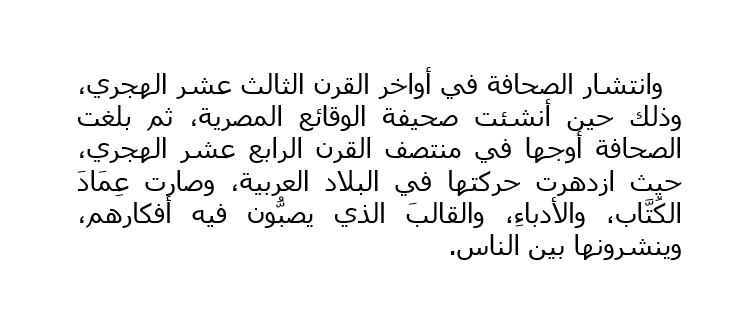 وانتشار الصحافة في أواخر القرن الثالث عشر الهجري،
وذلك حين أنشئت صحيفة الوقائع المصرية، ثم بلغت
الصحافة أوجها في منتصف القرن الرابع عشر الهجري،
حيث ازدهرت حركتها في البلاد العربية، وصارت عِمَادَ
الكُتَّاب، والأدباءِ، والقالبَ الذي يصبُّون فيه أفكارهم،
وينشرونها بين الناس.